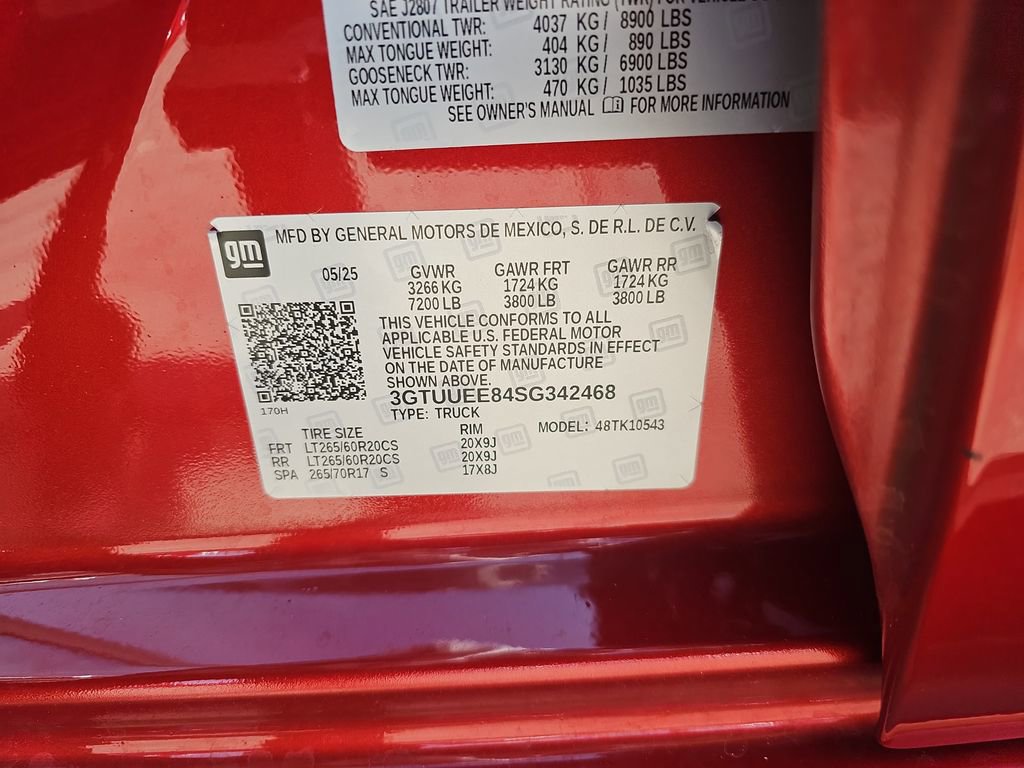 SAE J2807 TRAILER WEIGHT RATING (TWR) FOR
CONVENTIONAL TWR: 4037 KG / 8900 LBS
MAX TONGUE WEIGHT: 404 KG / 890 LBS
GOOSENECK TWR: 3130 KG / 6900 LBS
MAX TONGUE WEIGHT: 470 KG / 1035 LBS
SEE OWNER'S MANUAL FOR MORE INFORMATION
gm MFD BY GENERAL MOTORS DE MEXICO, S. DE R.L. DE C.V.
05/25 GVWR GAWR FRT GAWR RR
3266 KG 1724 KG 1724 KG
7200 LB 3800 LB 3800 LB
THIS VEHICLE CONFORMS TO ALL
APPLICABLE U.S. FEDERAL MOTOR
VEHICLE SAFETY STANDARDS IN EFFECT
ON THE DATE OF MANUFACTURE
SHOWN ABOVE.
170H
3GTUUEE84SG342468
TYPE: TRUCK
TIRE SIZE RIM MODEL: 48TK10543
FRT LT265/60R20CS 20X9J
RR LT265/60R20CS 20X9J
SPA 265/70R17 S 17X8J